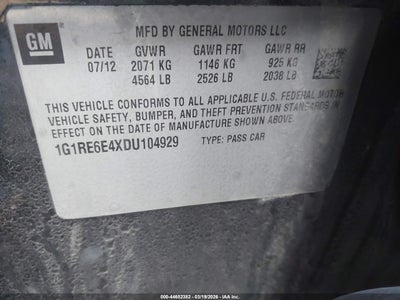 GM
MFD BY GENERAL MOTORS LLC
DATE GVWR GAWR FRT GAWR RR
07/12 2071 KG 1146 KG 925 KG
4564 LB 2526 LB 2038 LB
THIS VEHICLE CONFORMS TO ALL APPLICABLE U.S. FEDERAL MOTOR
VEHICLE SAFETY, BUMPER, AND THEFT PREVENTION STANDARDS IN
EFFECT ON THE DATE OF MANUFACTURE SHOWN ABOVE.
1G1RE6E4XDU104929 TYPE: PASS CAR
000-44652382 - 03/19/2026 - IAA Inc.